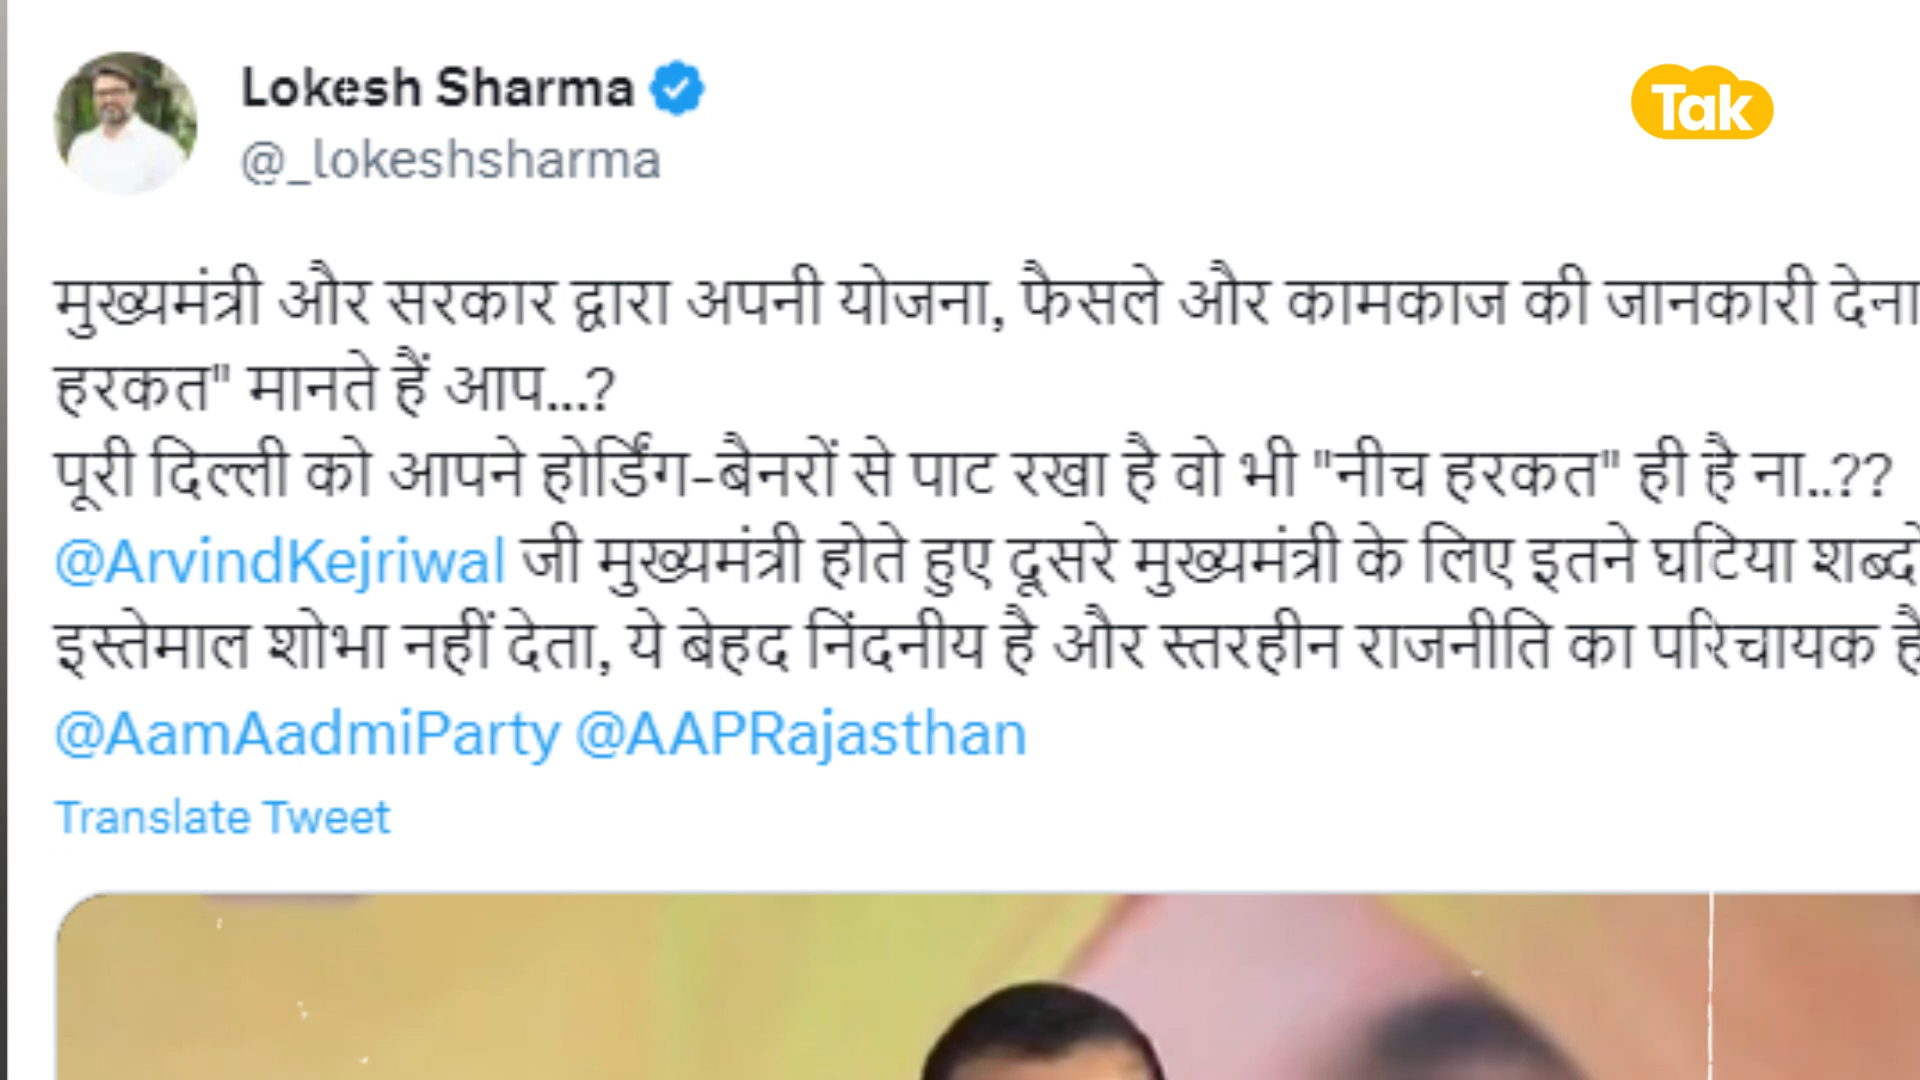 Lokesh Sharma
@_lokeshsharma
Tak
मुख्यमंत्री और सरकार द्वारा अपनी योजना, फैसले और कामकाज की जानकारी देना
हरकत" मानते हैं आप...?
पूरी दिल्ली को आपने होर्डिंग-बैनरों से पाट रखा है वो भी "नीच हरकत" ही है ना..??
@ArvindKejriwal जी मुख्यमंत्री होते हुए दूसरे मुख्यमंत्री के लिए इतने घटिया शब्दों
इस्तेमाल शोभा नहीं देता, ये बेहद निंदनीय है और स्तरहीन राजनीति का परिचायक है
@AamAadmiParty @AAPRajasthan
Translate Tweet